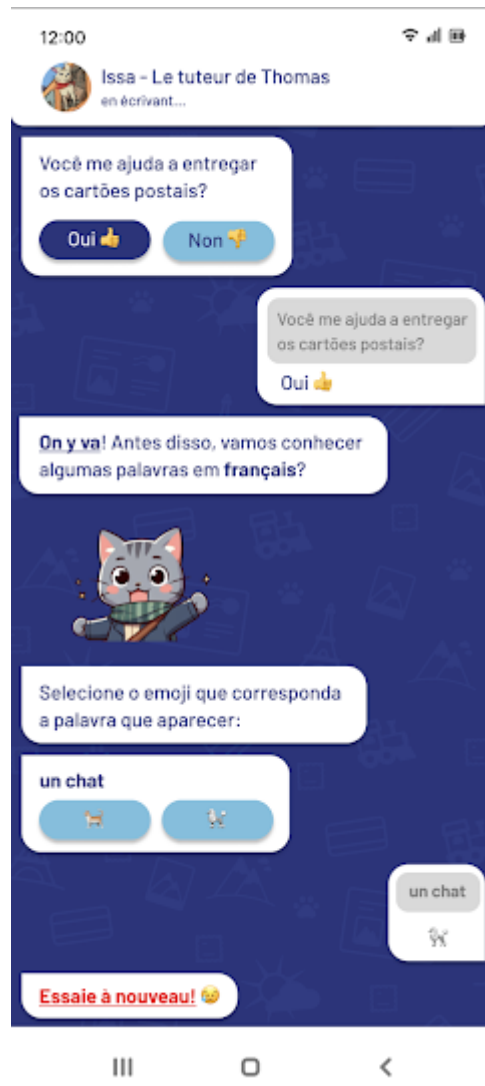 12:00
Issa - Le tuteur de Thomas
en écrivant...
Você me ajuda a entregar
os cartões postais?
Oui 👍
Non 👎
Você me ajuda a entregar
os cartões postais?
Oui 👍
On y va! Antes disso, vamos conhecer
algumas palavras em français?
Selecione o emoji que corresponda
a palavra que aparecer:
un chat
🐈 🐩
un chat
🐩
Essaie à nouveau! 😥